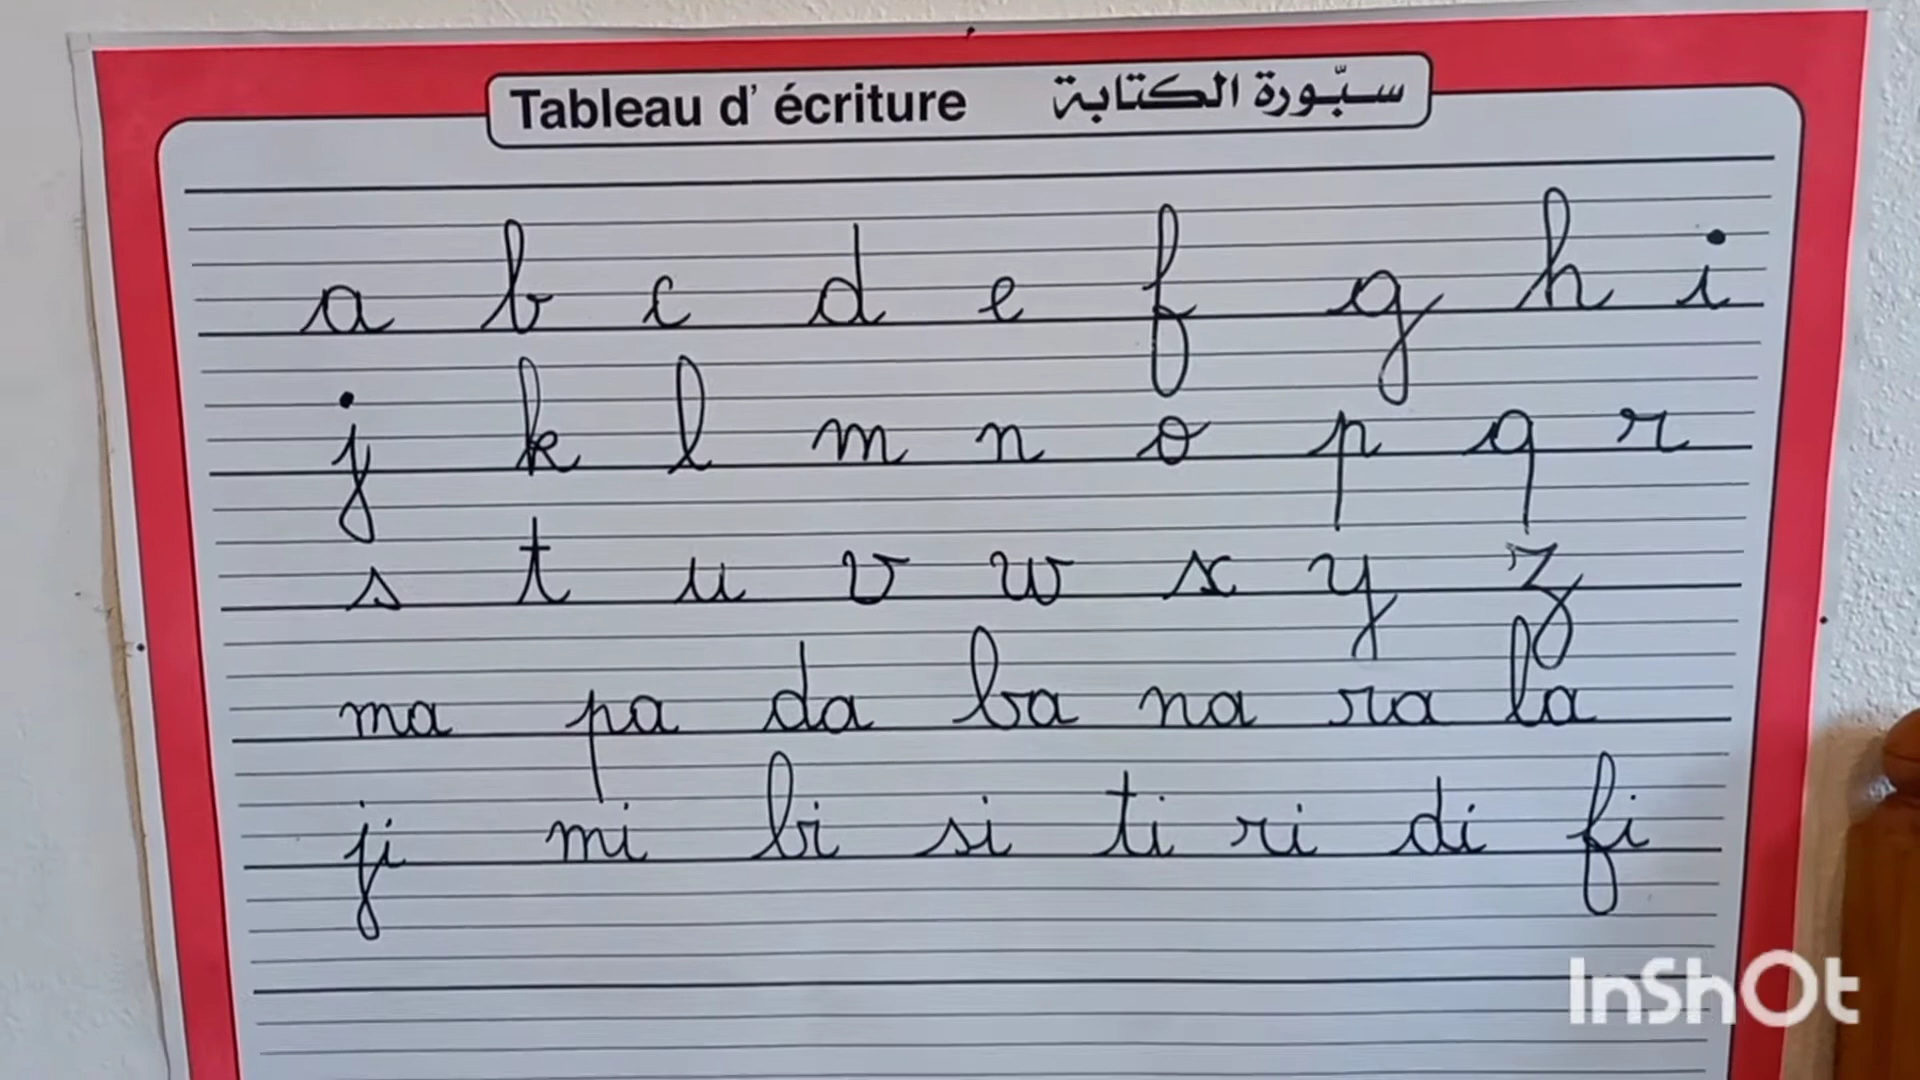 Tableau d' écriture سبّورة الكتابة
a b c d e f g h i
j k l m n o p q r
s t u v w x y z
ma pa da ba na ra la
ji mi bi si ti ri di fi
InShOt